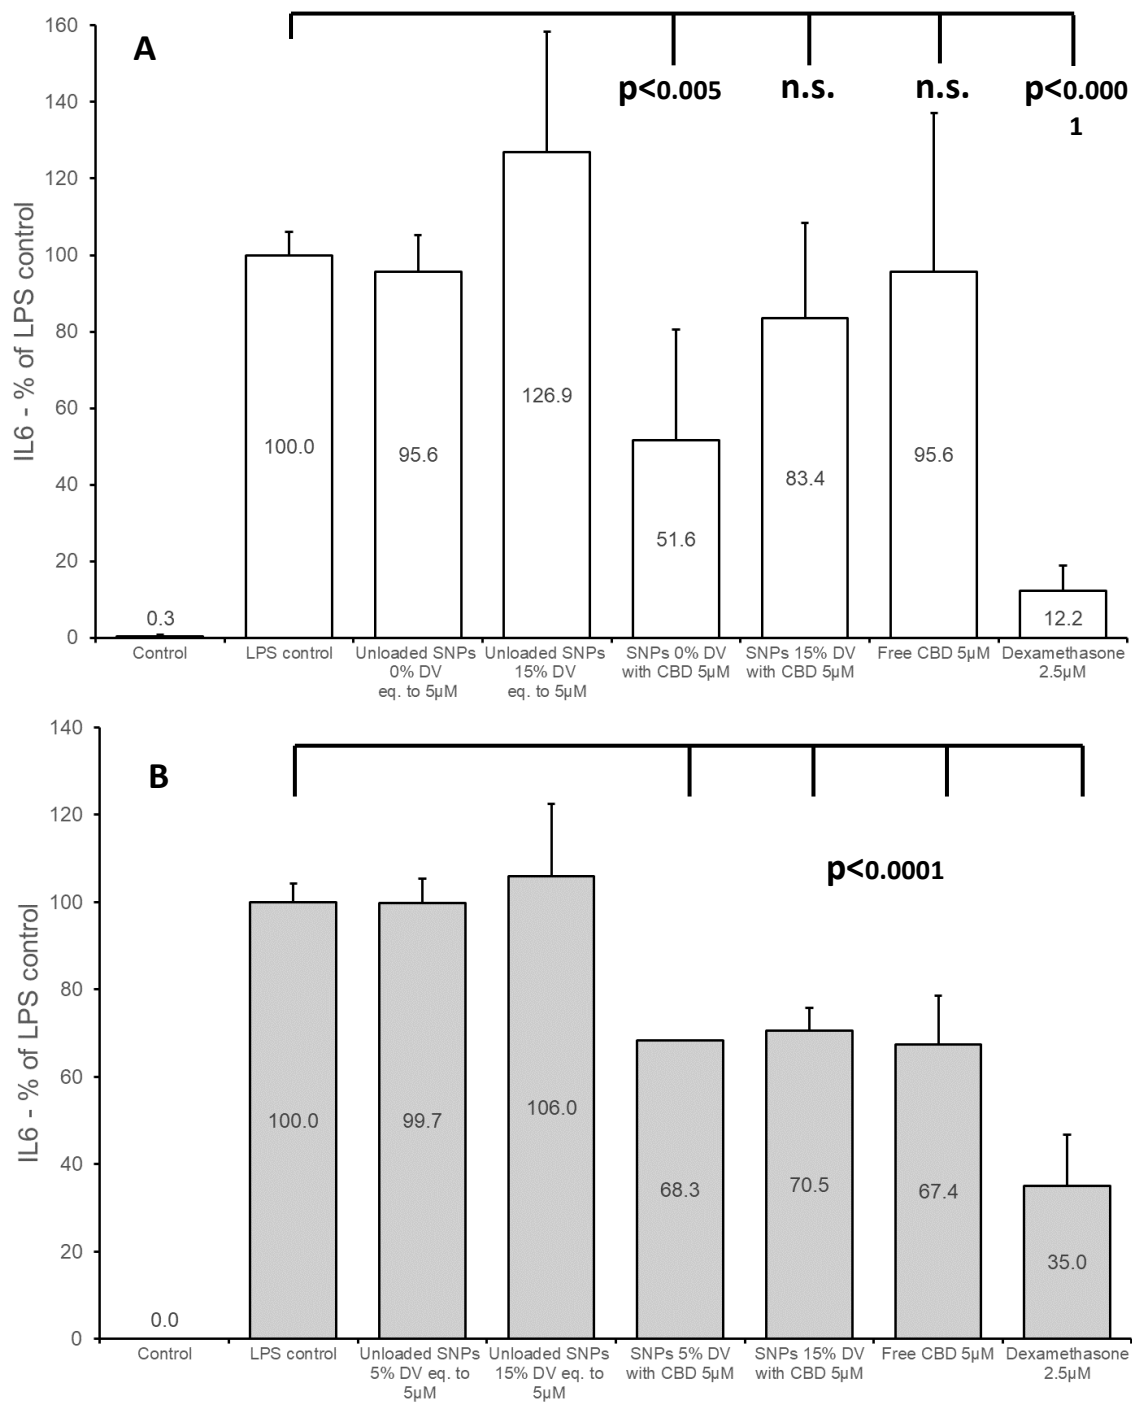 160
A
p<0.005
n.s.
n.s.
p<0.000
1
140
120
100
80
60
40
20
0
IL6 - % of LPS control
0.3
100.0
95.6
126.9
51.6
83.4
95.6
12.2
Control
LPS control
Unloaded SNPs
0% DV
eq. to 5µM
Unloaded SNPs
15% DV
eq. to 5µM
SNPs 0% DV
with CBD 5µM
SNPs 15% DV
with CBD 5µM
Free CBD 5µM
Dexamethasone
2.5µM
140
B
120
p<0.0001
100
80
60
40
20
0
IL6 - % of LPS control
0.0
100.0
99.7
106.0
68.3
70.5
67.4
35.0
Control
LPS control
Unloaded SNPs
5% DV eq. to
5µM
Unloaded SNPs
15% DV eq. to
5µM
SNPs 5% DV
with CBD 5µM
SNPs 15% DV
with CBD 5µM
Free CBD 5µM
Dexamethasone
2.5µM